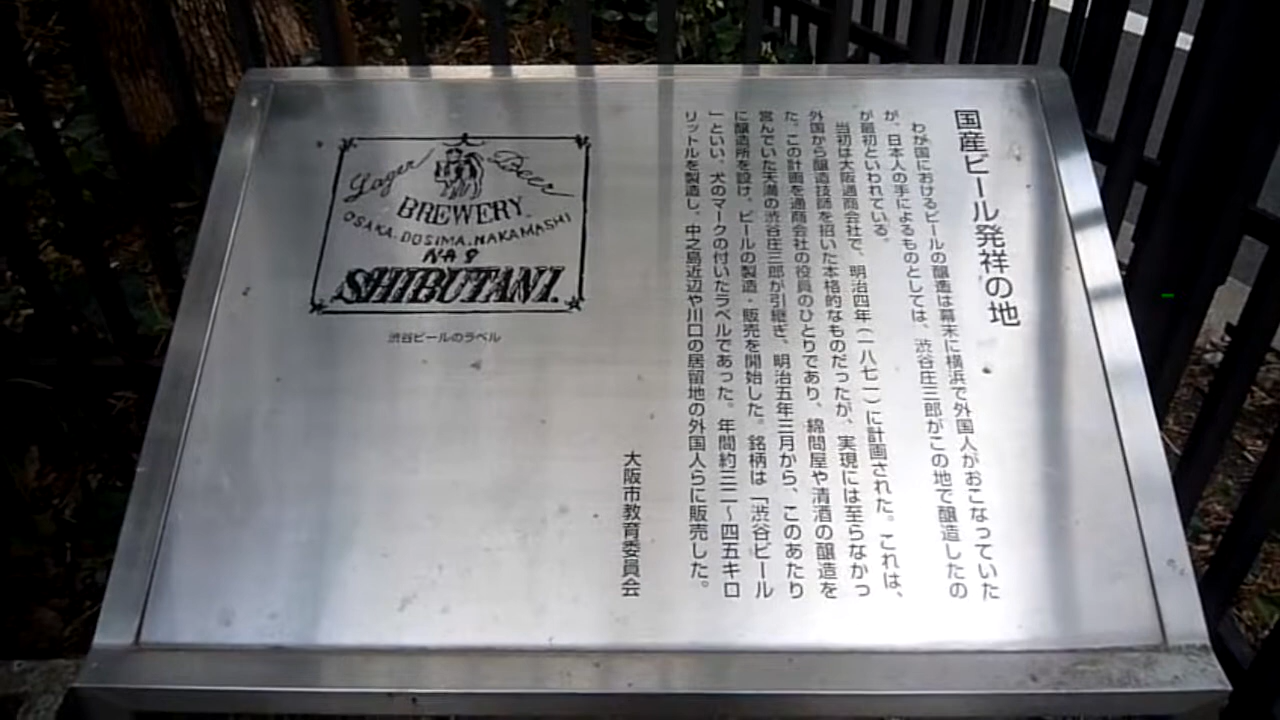 国産ビール発祥の地
わが国におけるビールの醸造は幕末に横浜で外国人がおこなっていた
が、日本人の手によるものとしては、渋谷庄三郎がこの地で醸造したの
が最初といわれている。
当初は大阪通商会社で、明治四年(一八七一)に計画された。これは、
外国から醸造技師を招いた本格的なものだったが、実現には至らなかっ
た。この計画を通商会社の役員のひとりであり、綿問屋や清酒の醸造を
営んでいた天満の渋谷庄三郎が引継ぎ、明治五年三月から、このあたり
に醸造所を設け、ビールの製造・販売を開始した。銘柄は「渋谷ビール
」といい、犬のマークの付いたラベルであった。年間約三二〜四五キロ
リットルを製造し、中之島近辺や川口の居留地の外国人らに販売した。
大阪市教育委員会
Lager Beer
BREWERY.
OSAKA.DOSIMA.NAKAMASHI
SHIBUTANI.
渋谷ビールのラベル